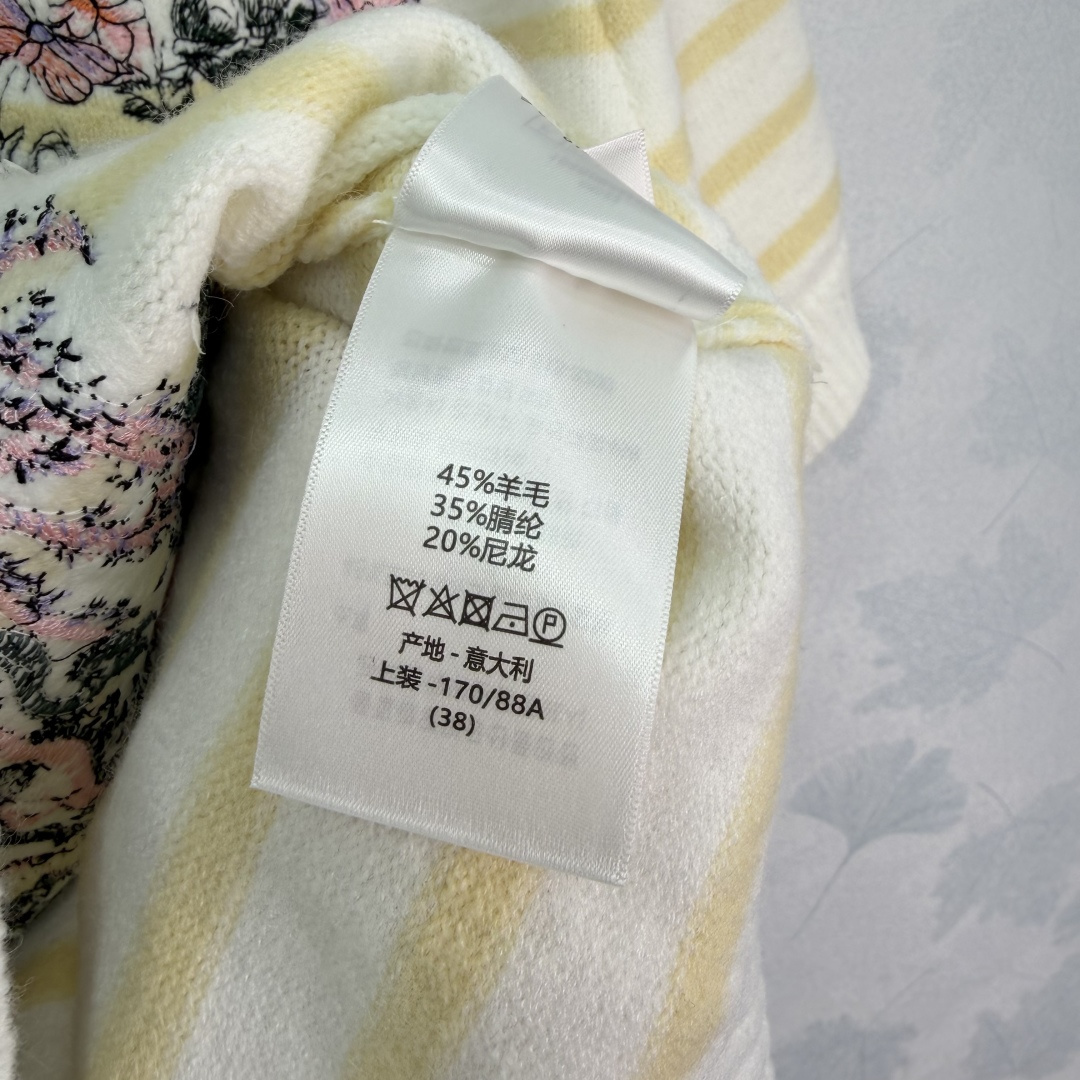 45%羊毛
35%腈纶
20%尼龙
P
产地 - 意大利
上装 -170/88A
(38)